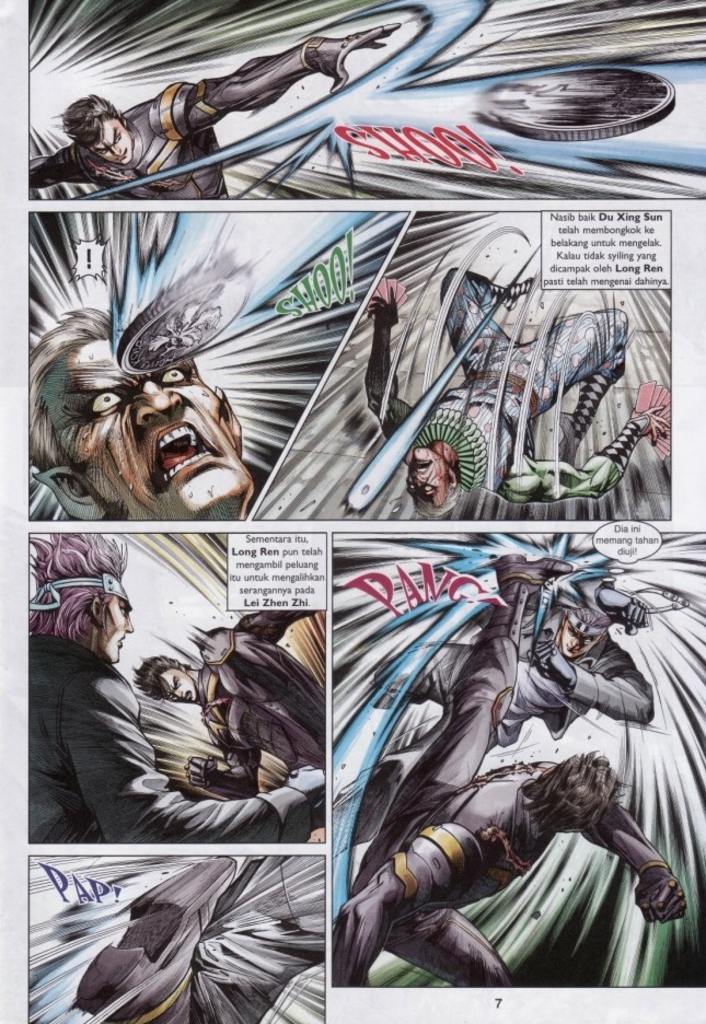 SHOO!
!
SHOO!
Nasib baik Du Xing Sun
telah membongkok ke
belakang untuk mengelak.
Kalau tidak syiling yang
dicampak oleh Long Ren
pasti telah mengenai dahinya.
Sementara itu,
Long Ren pun telah
mengambil peluang
itu untuk mengalihkan
serangannya pada
Lei Zhen Zhi.
Dia ini
memang tahan
diuji!
PANG
PAP!
7